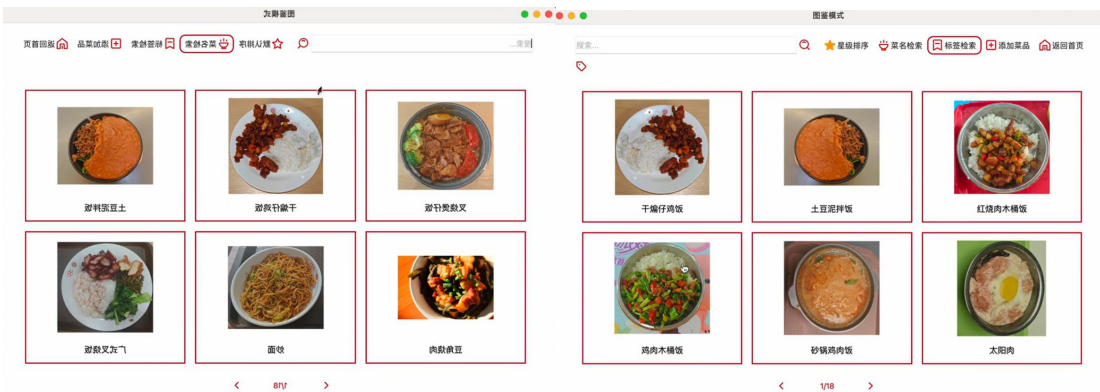 图鉴模式
搜索... 默认排序 菜名检索 标签检索 添加菜品 返回首页
叉烧煲仔饭 干煸仔鸡饭 土豆泥拌饭
豆角烧肉 炒面 广式叉烧饭
1/18
图鉴模式
搜索... 星级排序 菜名检索 标签检索 添加菜品 返回首页
干煸仔鸡饭 土豆泥拌饭 红烧肉木桶饭
鸡肉木桶饭 砂锅鸡肉饭 太阳肉
1/18